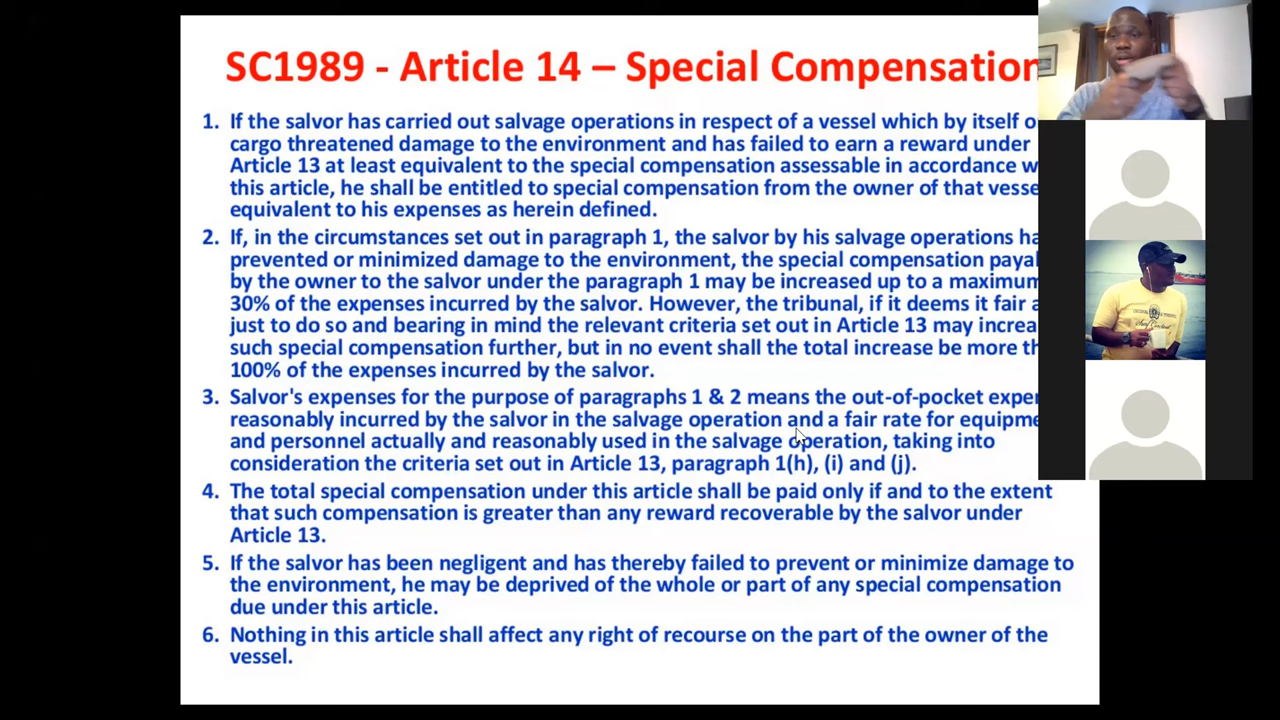 SC1989 - Article 14 – Special Compensation
1. If the salvor has carried out salvage operations in respect of a vessel which by itself o
cargo threatened damage to the environment and has failed to earn a reward under
Article 13 at least equivalent to the special compensation assessable in accordance w
this article, he shall be entitled to special compensation from the owner of that vesse
equivalent to his expenses as herein defined.
2. If, in the circumstances set out in paragraph 1, the salvor by his salvage operations ha
prevented or minimized damage to the environment, the special compensation paya
by the owner to the salvor under the paragraph 1 may be increased up to a maximum
30% of the expenses incurred by the salvor. However, the tribunal, if it deems it fair a
just to do so and bearing in mind the relevant criteria set out in Article 13 may increa
such special compensation further, but in no event shall the total increase be more th
100% of the expenses incurred by the salvor.
3. Salvor's expenses for the purpose of paragraphs 1 & 2 means the out-of-pocket expe
reasonably incurred by the salvor in the salvage operation and a fair rate for equipme
and personnel actually and reasonably used in the salvage operation, taking into
consideration the criteria set out in Article 13, paragraph 1(h), (i) and (j).
4. The total special compensation under this article shall be paid only if and to the extent
that such compensation is greater than any reward recoverable by the salvor under
Article 13.
5. If the salvor has been negligent and has thereby failed to prevent or minimize damage to
the environment, he may be deprived of the whole or part of any special compensation
due under this article.
6. Nothing in this article shall affect any right of recourse on the part of the owner of the
vessel.